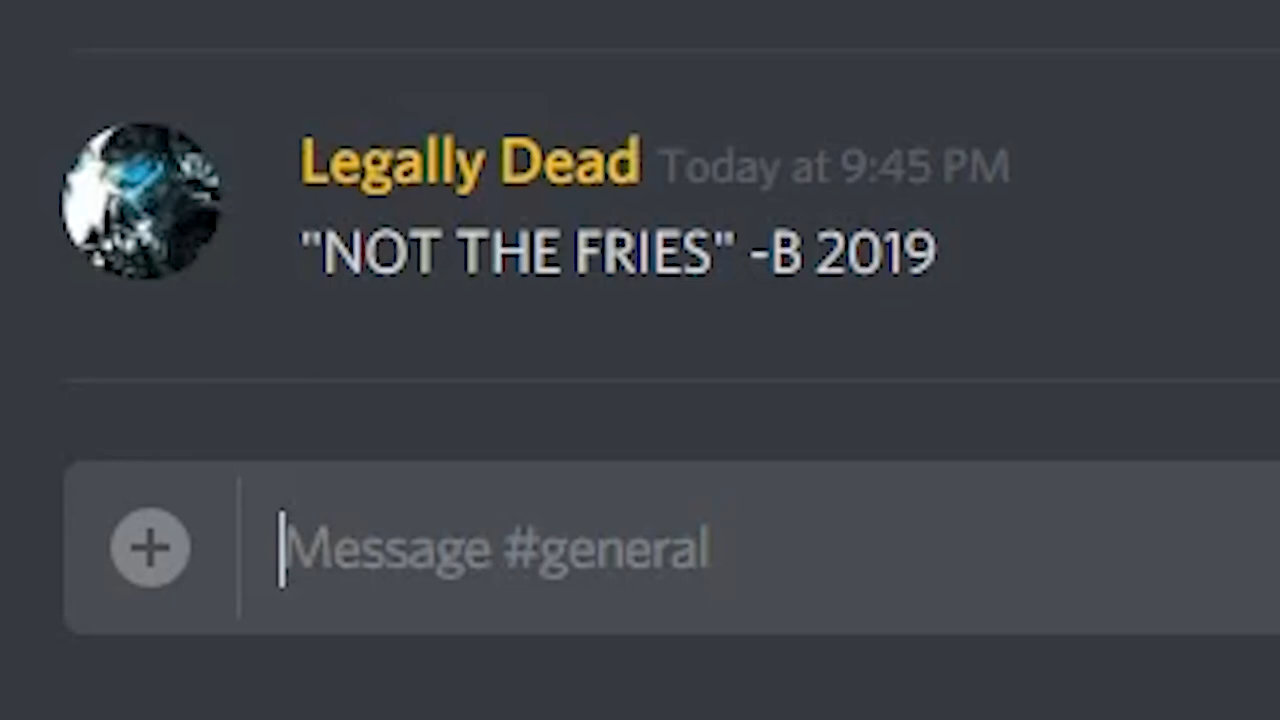 Legally Dead Today at 9:45 PM
"NOT THE FRIES" -B 2019
Message #general